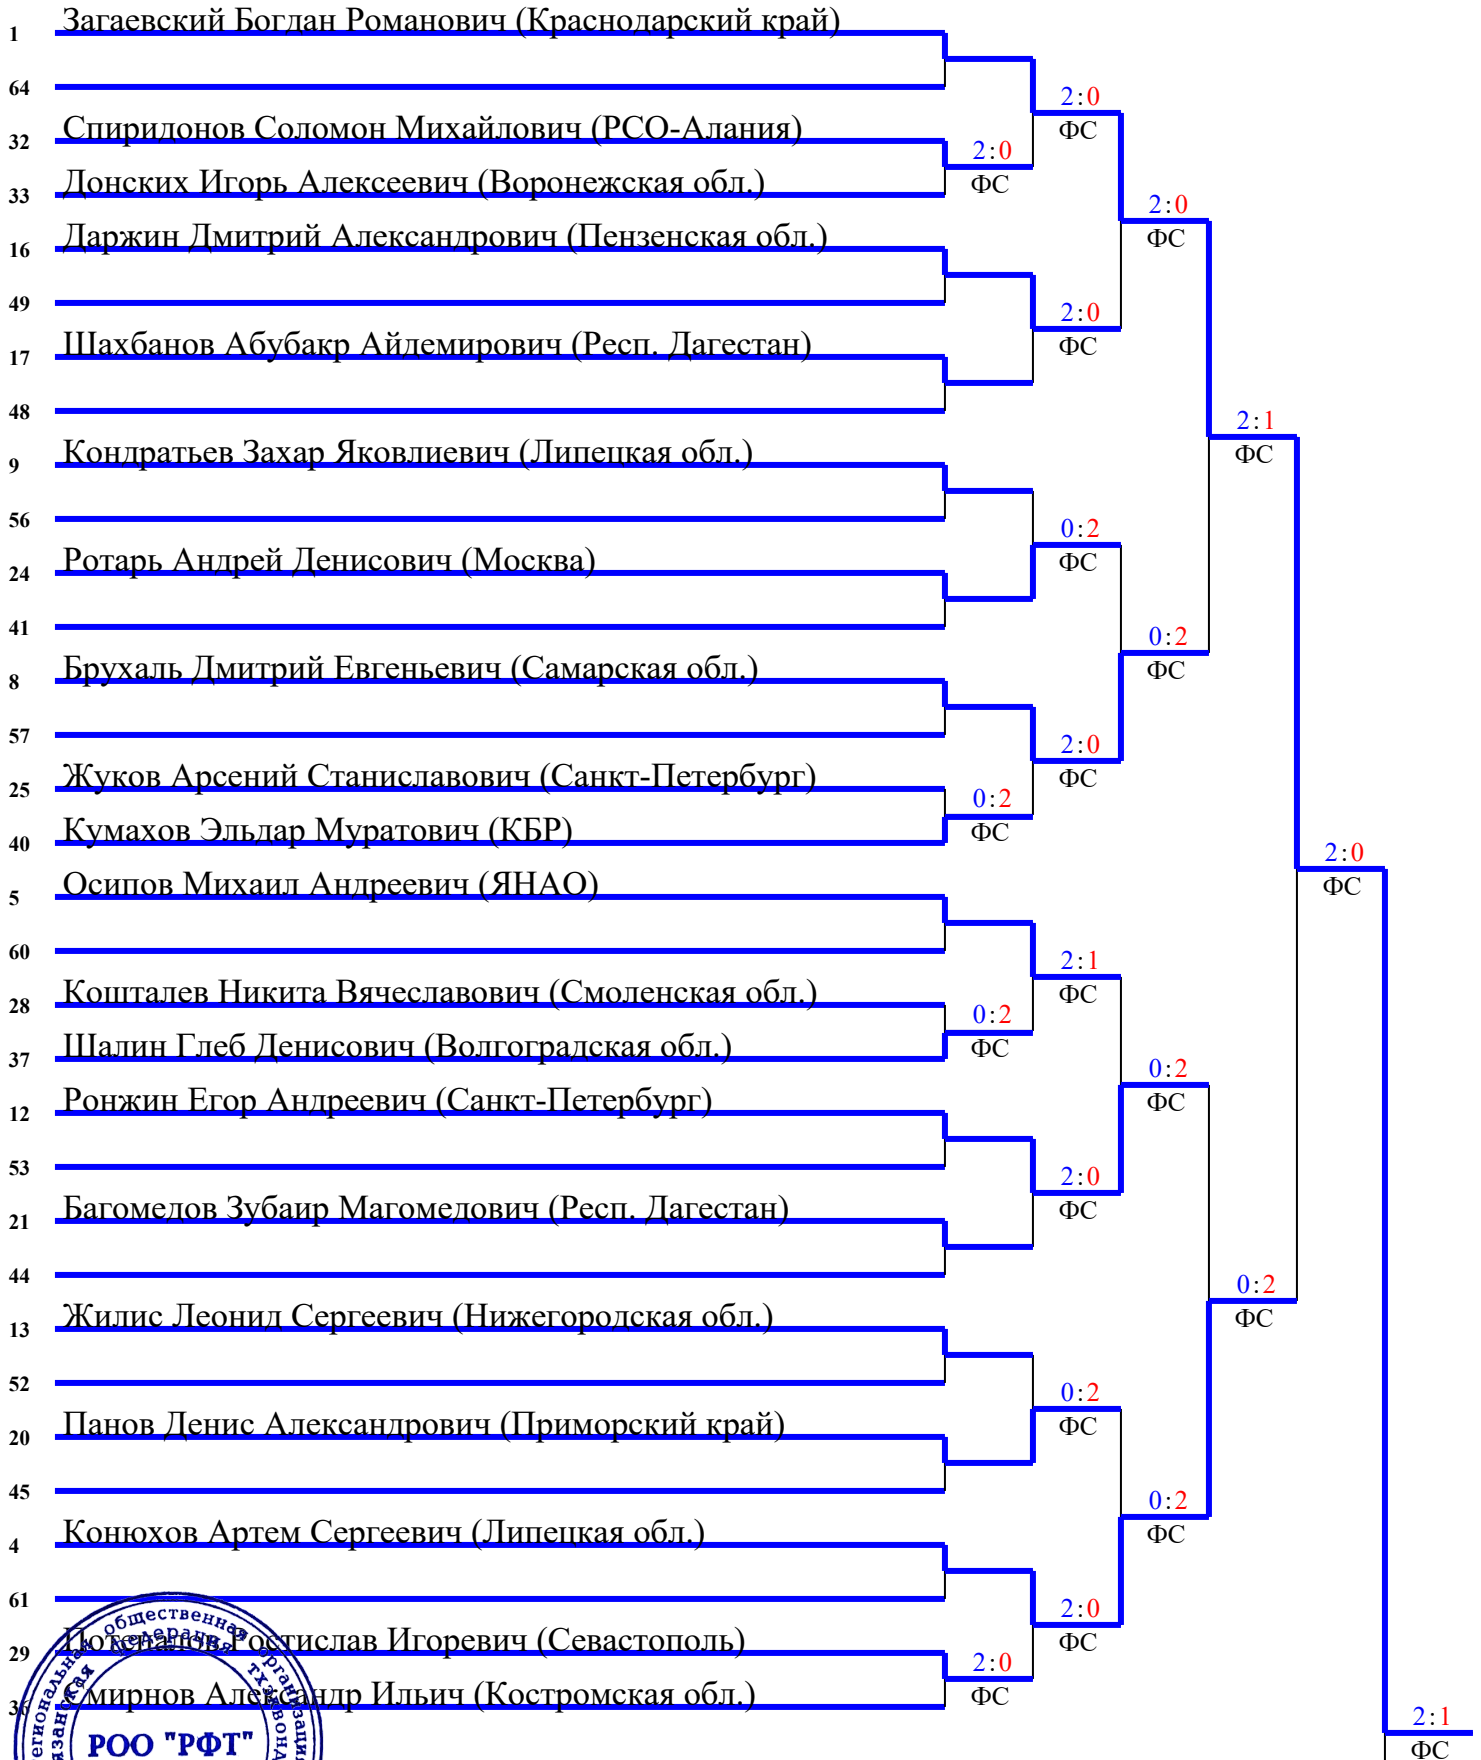 1 Загаевский Богдан Романович (Краснодарский край)
64
2:0
ФС
32 Спиридонов Соломон Михайлович (РСО-Алания)
2:0
ФС
33 Донских Игорь Алексеевич (Воронежская обл.)
2:0
ФС
16 Даржин Дмитрий Александрович (Пензенская обл.)
49
2:0
ФС
17 Шахбанов Абубакр Айдемирович (Респ. Дагестан)
48
2:1
ФС
9 Кондратьев Захар Яковлиевич (Липецкая обл.)
56
0:2
ФС
24 Ротарь Андрей Денисович (Москва)
41
0:2
ФС
8 Брухаль Дмитрий Евгеньевич (Самарская обл.)
57
2:0
ФС
25 Жуков Арсений Станиславович (Санкт-Петербург)
0:2
ФС
40 Кумахов Эльдар Муратович (КБР)
2:0
ФС
5 Осипов Михаил Андреевич (ЯНАО)
60
2:1
ФС
28 Кошталев Никита Вячеславович (Смоленская обл.)
0:2
ФС
37 Шалин Глеб Денисович (Волгоградская обл.)
0:2
ФС
12 Ронжин Егор Андреевич (Санкт-Петербург)
53
2:0
ФС
21 Багомедов Зубаир Магомедович (Респ. Дагестан)
44
0:2
ФС
13 Жилис Леонид Сергеевич (Нижегородская обл.)
52
0:2
ФС
20 Панов Денис Александрович (Приморский край)
45
0:2
ФС
4 Конюхов Артем Сергеевич (Липецкая обл.)
61
2:0
ФС
29 Потепалов Ростислав Игоревич (Севастополь)
2:0
ФС
36 Смирнов Александр Ильич (Костромская обл.)
2:1
ФС
общественная
федерация
РОО "РФТ"